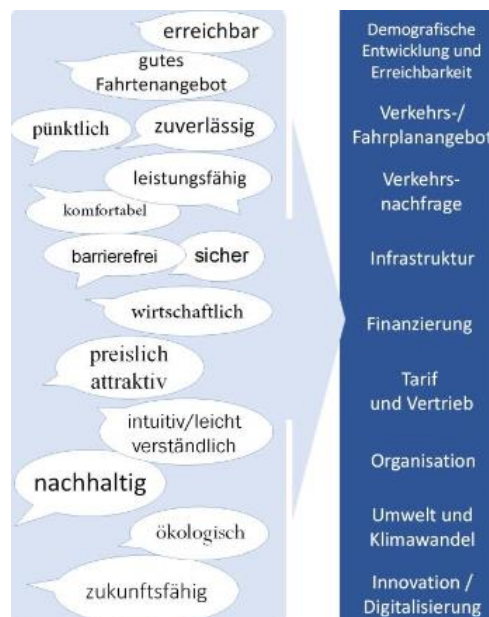 erreichbar
gutes
Fahrtenangebot
pünktlich
zuverlässig
leistungsfähig
komfortabel
barrierefrei
sicher
wirtschaftlich
preislich
attraktiv
intuitiv/leicht
verständlich
nachhaltig
ökologisch
zukunftsfähig
Demografische
Entwicklung und
Erreichbarkeit
Verkehrs-/
Fahrplanangebot
Verkehrs-
nachfrage
Infrastruktur
Finanzierung
Tarif
und Vertrieb
Organisation
Umwelt und
Klimawandel
Innovation /
Digitalisierung